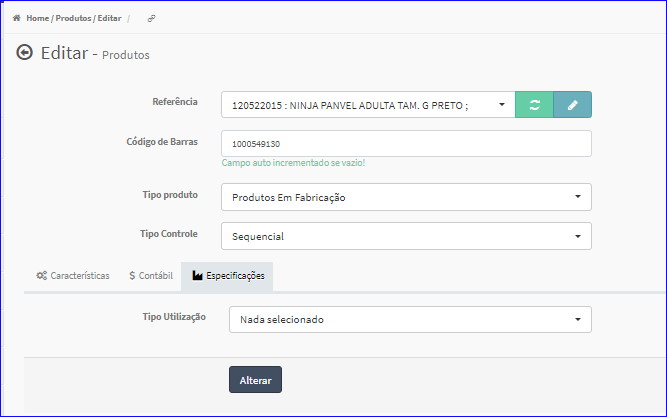 Home / Produtos / Editar /
Editar - Produtos
Referência
120522015 : NINJA PANVEL ADULTA TAM. G PRETO ;
Código de Barras
1000549130
Campo auto incrementado se vazio!
Tipo produto
Produtos Em Fabricação
Tipo Controle
Sequencial
Características $ Contábil Especificações
Tipo Utilização
Nada selecionado
Alterar